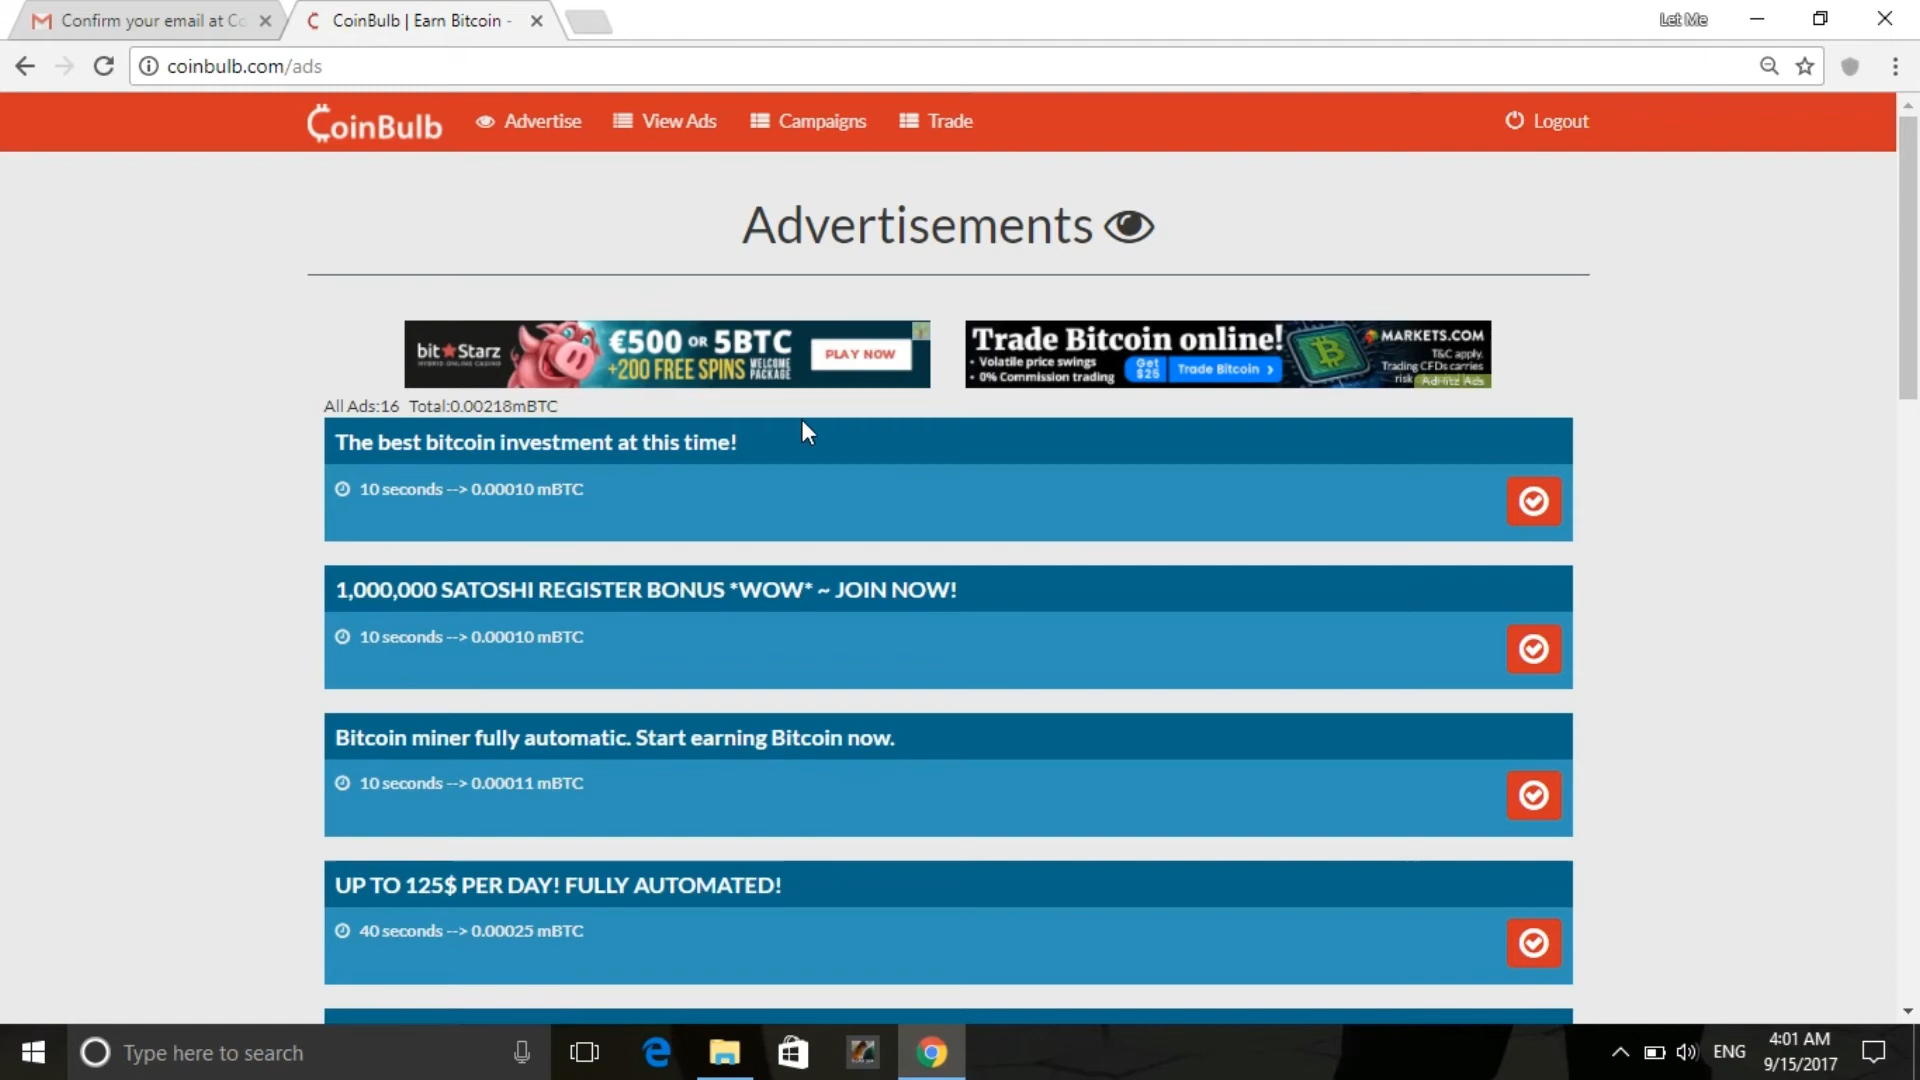 Confirm your email at Co
CoinBulb | Earn Bitcoin -
Let Me
coinbulb.com/ads
CoinBulb
Advertise
View Ads
Campaigns
Trade
Logout
Advertisements
bit★Starz
HYBRID ONLINE CASINO
€500 OR 5BTC
+200 FREE SPINS WELCOME PACKAGE
PLAY NOW
Trade Bitcoin online!
• Volatile price swings
• 0% Commission trading
Get $25
Trade Bitcoin >
MARKETS.COM
T&C apply.
Trading CFDs carries
risk
AdHitz Ads
All Ads:16 Total:0.00218mBTC
The best bitcoin investment at this time!
10 seconds --> 0.00010 mBTC
1,000,000 SATOSHI REGISTER BONUS *WOW* ~ JOIN NOW!
10 seconds --> 0.00010 mBTC
Bitcoin miner fully automatic. Start earning Bitcoin now.
10 seconds --> 0.00011 mBTC
UP TO 125$ PER DAY! FULLY AUTOMATED!
40 seconds --> 0.00025 mBTC
Type here to search
ENG
4:01 AM
9/15/2017